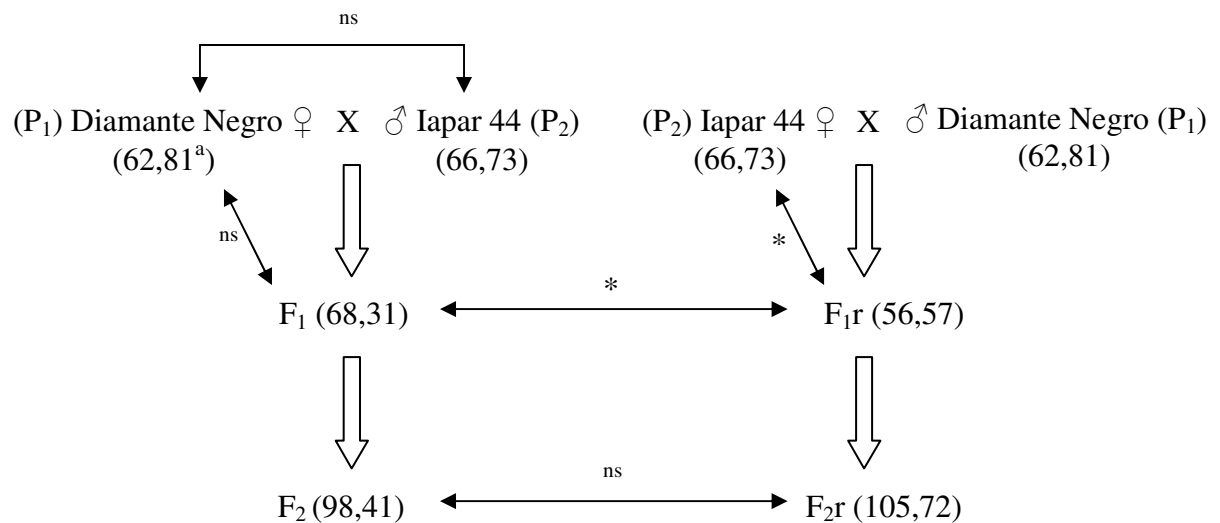 ns
(P₁) Diamante Negro ♀ X ♂ Iapar 44 (P₂) (P₂) Iapar 44 ♀ X ♂ Diamante Negro (P₁)
(62,81ᵃ) (66,73) (66,73) (62,81)
ns *
*
F₁ (68,31) F₁r (56,57)
ns
F₂ (98,41) F₂r (105,72)